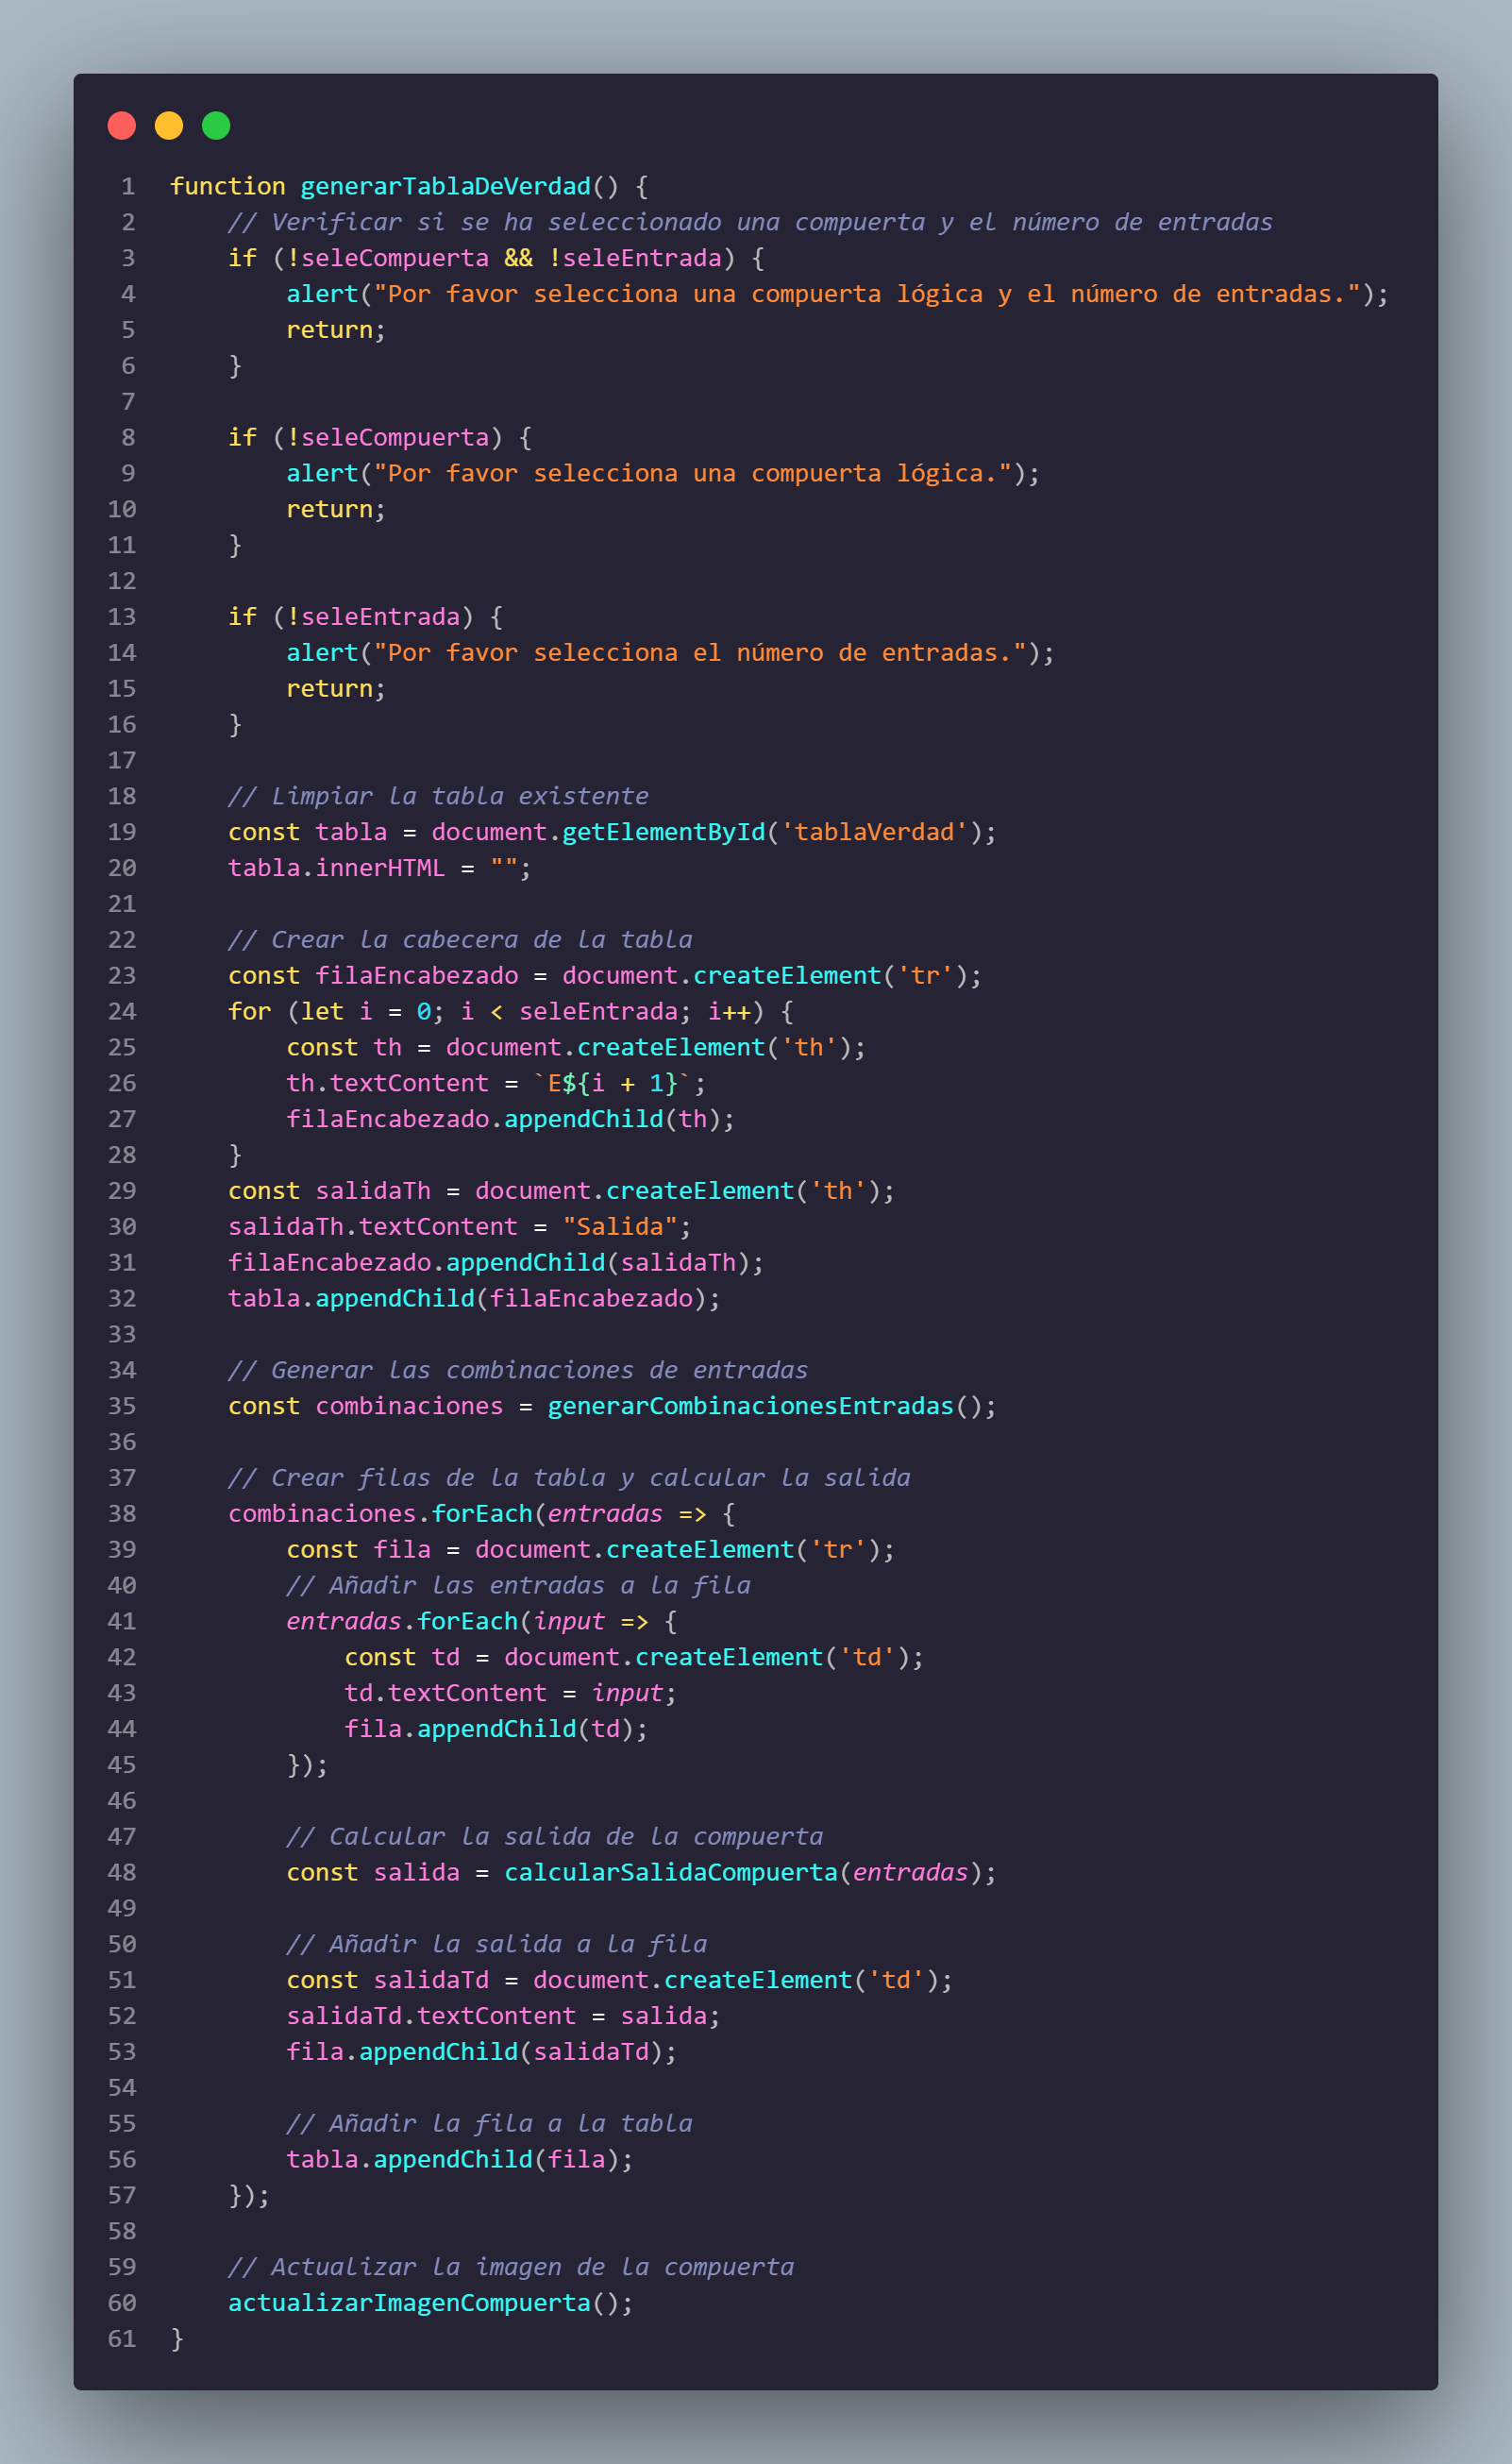 1 function generarTablaDeVerdad() {
2     // Verificar si se ha seleccionado una compuerta y el número de entradas
3     if (!seleCompuerta && !seleEntrada) {
4         alert("Por favor selecciona una compuerta lógica y el número de entradas.");
5         return;
6     }
7
8     if (!seleCompuerta) {
9         alert("Por favor selecciona una compuerta lógica.");
10         return;
11     }
12
13     if (!seleEntrada) {
14         alert("Por favor selecciona el número de entradas.");
15         return;
16     }
17
18     // Limpiar la tabla existente
19     const tabla = document.getElementById('tablaVerdad');
20     tabla.innerHTML = "";
21
22     // Crear la cabecera de la tabla
23     const filaEncabezado = document.createElement('tr');
24     for (let i = 0; i < seleEntrada; i++) {
25         const th = document.createElement('th');
26         th.textContent = `E${i + 1}`;
27         filaEncabezado.appendChild(th);
28     }
29     const salidaTh = document.createElement('th');
30     salidaTh.textContent = "Salida";
31     filaEncabezado.appendChild(salidaTh);
32     tabla.appendChild(filaEncabezado);
33
34     // Generar las combinaciones de entradas
35     const combinaciones = generarCombinacionesEntradas();
36
37     // Crear filas de la tabla y calcular la salida
38     combinaciones.forEach(entradas => {
39         const fila = document.createElement('tr');
40         // Añadir las entradas a la fila
41         entradas.forEach(input => {
42             const td = document.createElement('td');
43             td.textContent = input;
44             fila.appendChild(td);
45         });
46
47         // Calcular la salida de la compuerta
48         const salida = calcularSalidaCompuerta(entradas);
49
50         // Añadir la salida a la fila
51         const salidaTd = document.createElement('td');
52         salidaTd.textContent = salida;
53         fila.appendChild(salidaTd);
54
55         // Añadir la fila a la tabla
56         tabla.appendChild(fila);
57     });
58
59     // Actualizar la imagen de la compuerta
60     actualizarImagenCompuerta();
61 }